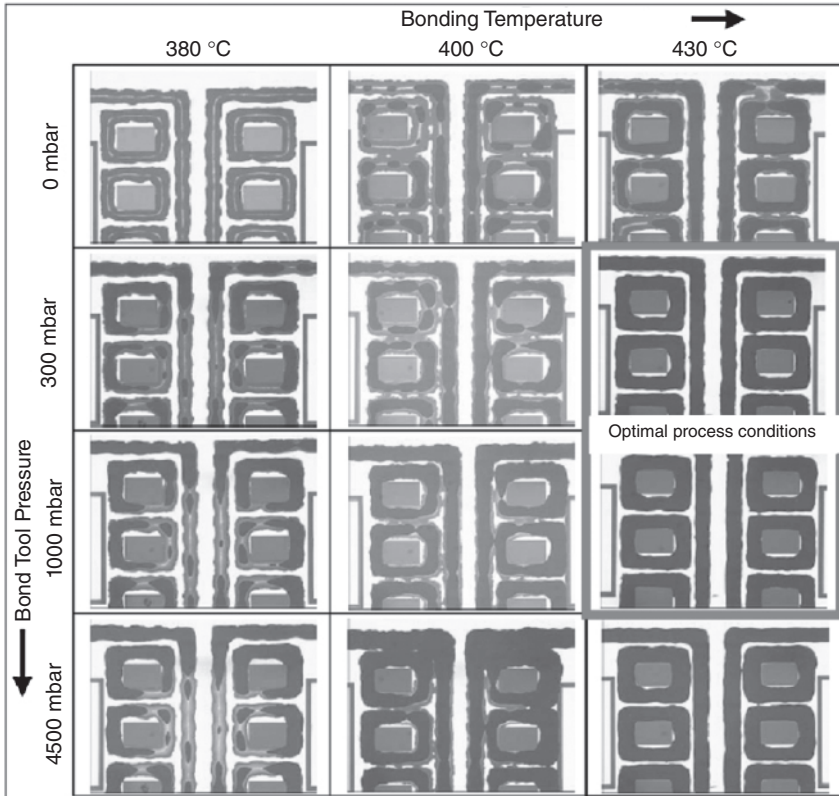 Bonding Temperature
380 °C
400 °C
430 °C
Bond Tool Pressure
0 mbar
300 mbar
1000 mbar
4500 mbar
Optimal process conditions